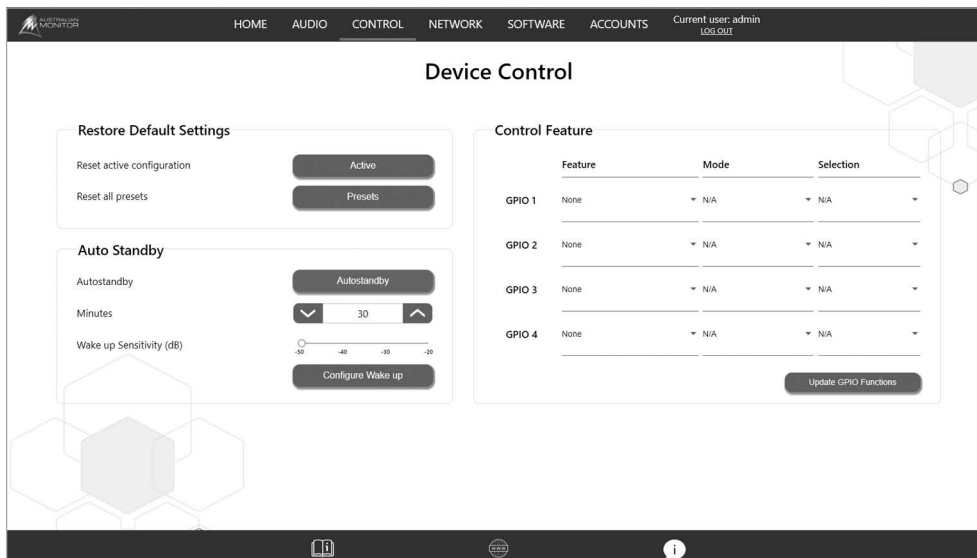 AUSTRALIAN
MONITOR
HOME AUDIO CONTROL NETWORK SOFTWARE ACCOUNTS
Current user: admin
LOG OUT
Device Control
Restore Default Settings
Reset active configuration Active
Reset all presets Presets
Auto Standby
Autostandby Autostandby
Minutes 30
Wake up Sensitivity (dB)
-50 -40 -30 -20
Configure Wake up
Control Feature
Feature Mode Selection
GPIO 1 None N/A N/A
GPIO 2 None N/A N/A
GPIO 3 None N/A N/A
GPIO 4 None N/A N/A
Update GPIO Functions
i
www
i